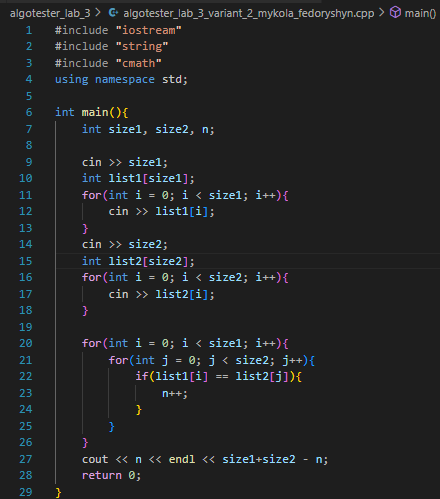 algotester_lab_3 > algotester_lab_3_variant_2_mykola_fedoryshyn.cpp > main()
1 #include "iostream"
2 #include "string"
3 #include "cmath"
4 using namespace std;
5
6 int main(){
7     int size1, size2, n;
8
9     cin >> size1;
10     int list1[size1];
11     for(int i = 0; i < size1; i++){
12         cin >> list1[i];
13     }
14     cin >> size2;
15     int list2[size2];
16     for(int i = 0; i < size2; i++){
17         cin >> list2[i];
18     }
19
20     for(int i = 0; i < size1; i++){
21         for(int j = 0; j < size2; j++){
22             if(list1[i] == list2[j]){
23                 n++;
24             }
25         }
26     }
27     cout << n << endl << size1+size2 - n;
28     return 0;
29 }